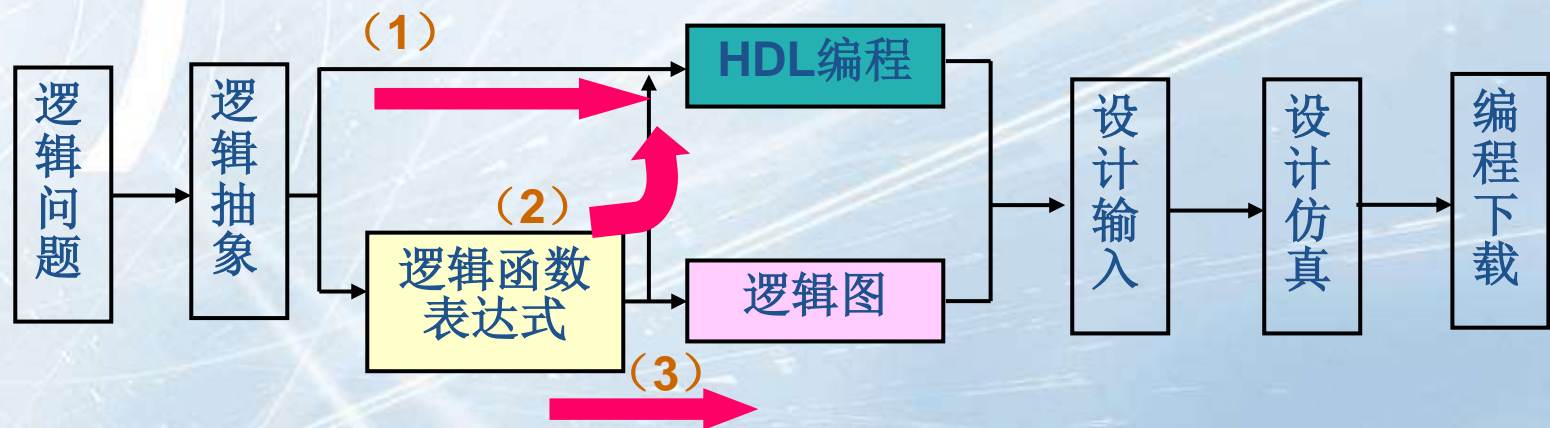 逻辑问题
逻辑抽象
（1）
HDL编程
（2）
逻辑函数
表达式
逻辑图
（3）
设计输入
设计仿真
编程下载